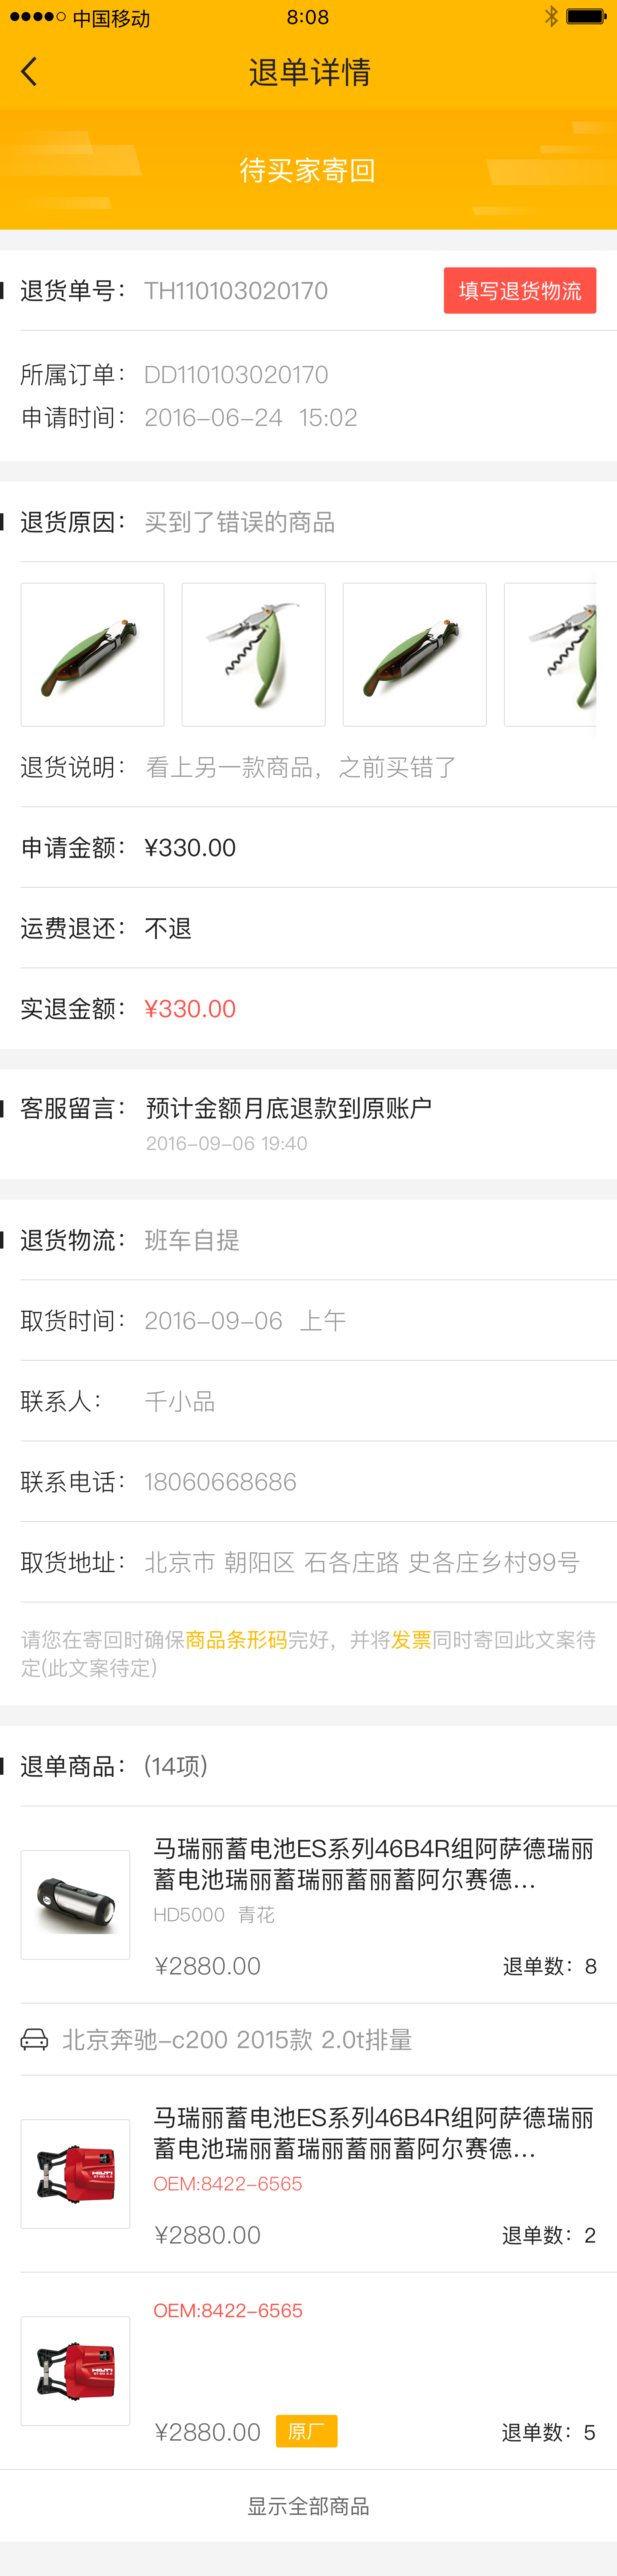 中国移动 8:08
退单详情
待买家寄回
退货单号： TH110103020170 填写退货物流
所属订单： DD110103020170
申请时间： 2016-06-24 15:02
退货原因： 买到了错误的商品
退货说明： 看上另一款商品，之前买错了
申请金额： ¥330.00
运费退还： 不退
实退金额： ¥330.00
客服留言： 预计金额月底退款到原账户
2016-09-06 19:40
退货物流： 班车自提
取货时间： 2016-09-06 上午
联系人： 千小品
联系电话： 18060668686
取货地址： 北京市 朝阳区 石各庄路 史各庄乡村99号
请您在寄回时确保商品条形码完好，并将发票同时寄回此文案待
定(此文案待定)
退单商品： (14项)
马瑞丽蓄电池ES系列46B4R组阿萨德瑞丽
蓄电池瑞丽蓄瑞丽蓄丽蓄阿尔赛德...
HD5000 青花
¥2880.00 退单数：8
北京奔驰-c200 2015款 2.0t排量
马瑞丽蓄电池ES系列46B4R组阿萨德瑞丽
蓄电池瑞丽蓄瑞丽蓄丽蓄阿尔赛德...
OEM:8422-6565
HILTI
¥2880.00 退单数：2
OEM:8422-6565
HILTI
¥2880.00 原厂 退单数：5
显示全部商品